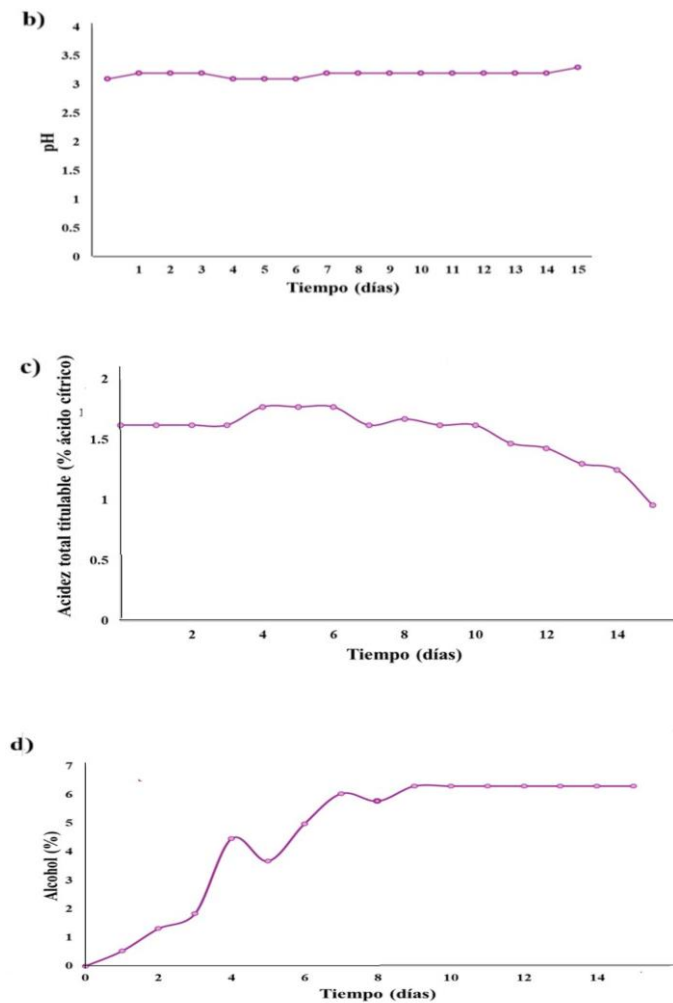 b)
4
3.5
3
2.5
2
1.5
1
0.5
0
pH
1 2 3 4 5 6 7 8 9 10 11 12 13 14 15
Tiempo (días)
c)
2
1.5
1
0.5
0
Acidez total titulable (% ácido cítrico)
2 4 6 8 10 12 14
Tiempo (días)
d)
7
6
5
4
3
2
1
0
Alcohol (%)
0 2 4 6 8 10 12 14
Tiempo (días)